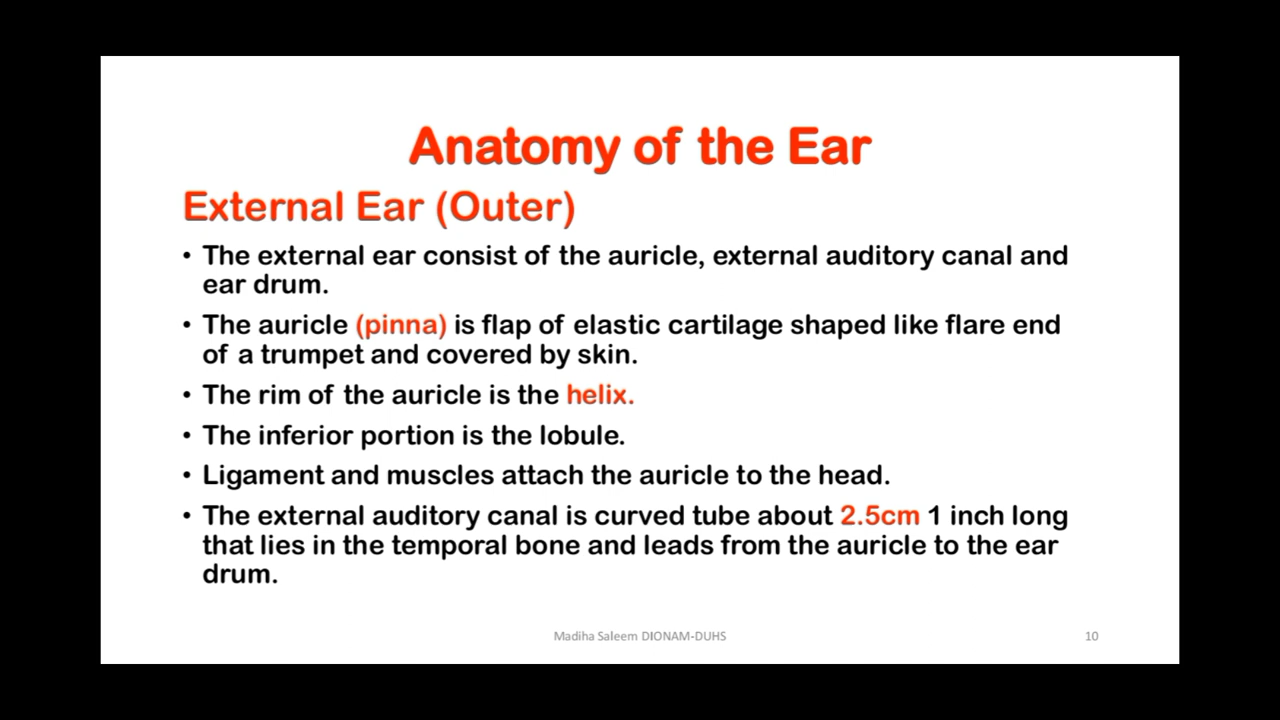 Anatomy of the Ear
External Ear (Outer)
• The external ear consist of the auricle, external auditory canal and
ear drum.
• The auricle (pinna) is flap of elastic cartilage shaped like flare end
of a trumpet and covered by skin.
• The rim of the auricle is the helix.
• The inferior portion is the lobule.
• Ligament and muscles attach the auricle to the head.
• The external auditory canal is curved tube about 2.5cm 1 inch long
that lies in the temporal bone and leads from the auricle to the ear
drum.
Madiha Saleem DIONAM-DUHS
10